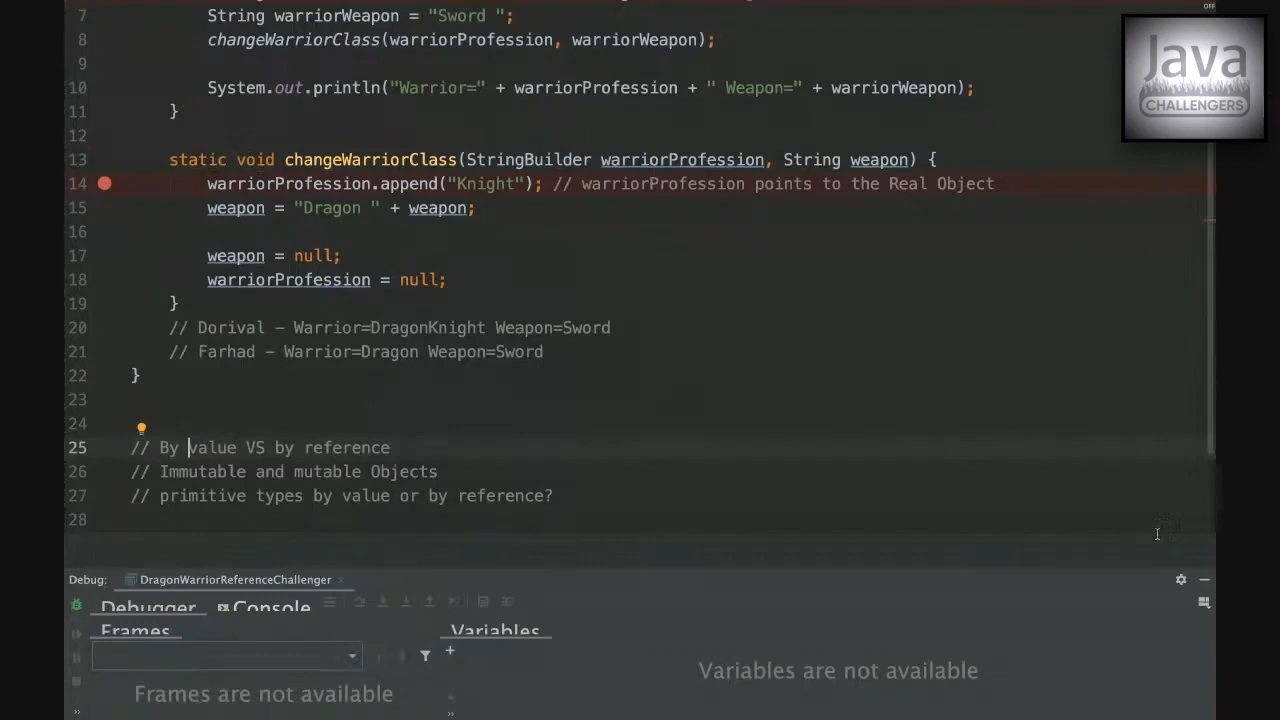 OFF
Java
CHALLENGERS
7 String warriorWeapon = "Sword ";
8 changeWarriorClass(warriorProfession, warriorWeapon);
9
10 System.out.println("Warrior=" + warriorProfession + " Weapon=" + warriorWeapon);
11 }
12
13 static void changeWarriorClass(StringBuilder warriorProfession, String weapon) {
14 warriorProfession.append("Knight"); // warriorProfession points to the Real Object
15 weapon = "Dragon " + weapon;
16
17 weapon = null;
18 warriorProfession = null;
19 }
20 // Dorival – Warrior=DragonKnight Weapon=Sword
21 // Farhad – Warrior=Dragon Weapon=Sword
22 }
23
24
25 // By value VS by reference
26 // Immutable and mutable Objects
27 // primitive types by value or by reference?
28
Debug: DragonWarriorReferenceChallenger
Debugger Console
Frames Variables
Variables are not available
Frames are not available